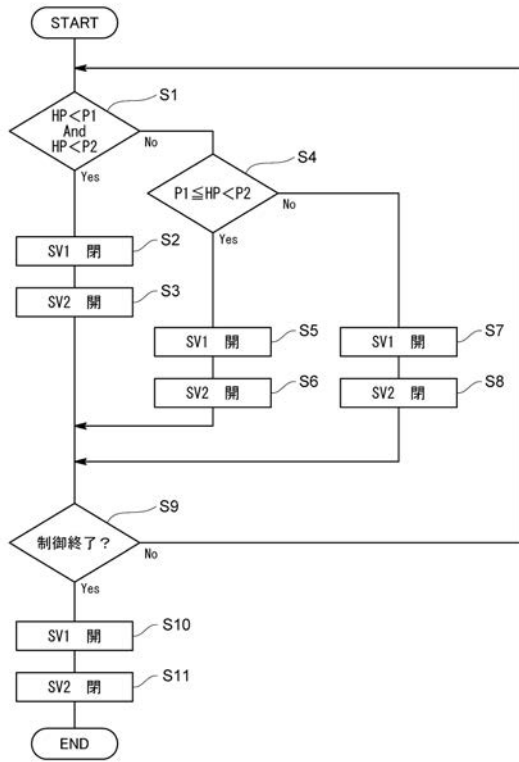 START
HP<P1
And
HP<P2
S1
No
Yes
S4
P1≦HP<P2
No
Yes
SV1 閉
S2
SV2 開
S3
SV1 開
S5
SV2 開
S6
SV1 開
S7
SV2 閉
S8
S9
制御終了?
No
Yes
SV1 開
S10
SV2 閉
S11
END